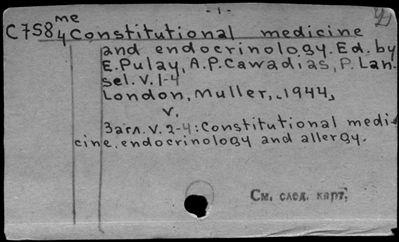 - 1 -
me
C758/4 Constitutional medicine
and endocrinology. Ed. by
E. Pulay, A.P. Cawadias, P. Lan-
sel. V. 1-4
London, Muller, 1944,
v.
Загл. V. 2-4: Constitutional medi-
cine, endocrinology and allergy.
См. след. карт.